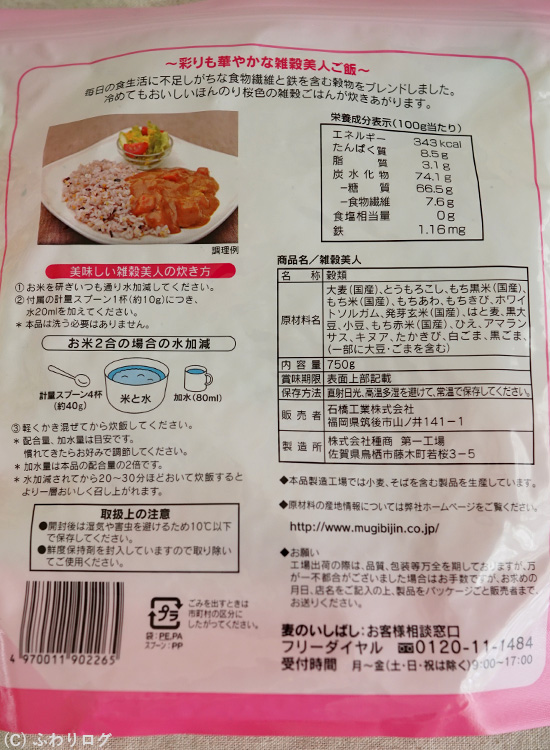 〜彩りも華やかな雑穀美人ご飯〜
毎日の食生活に不足しがちな食物繊維と鉄を含む穀物をブレンドしました。
冷めてもおいしいほんのり桜色の雑穀ごはんが炊きあがります。
調理例
美味しい雑穀美人の炊き方
①お米を研ぎいつも通り水加減してください。
②付属の計量スプーン1杯(約10g)につき、
水20mlを加えてください。
*本品は洗う必要はありません。
お米2合の場合の水加減
計量スプーン4杯
(約40g)
米と水
加水(80ml)
③軽くかき混ぜてから炊飯してください。
*配合量、加水量は目安です。
慣れてきたらお好みで調節してください。
*加水量は本品の配合量の2倍です。
*水加減されてから20〜30分ほどおいて炊飯すると
より一層おいしく召し上がれます。
取扱上の注意
●開封後は湿気や害虫を避けるため10℃以下
で保存してください。
●鮮度保持剤を封入していますので取り除い
てご使用ください。
4 970011 902265
プラ
袋:PE,PA
スプーン:PP
ごみを出すときは
市町村の区分に
したがってください。
栄養成分表示(100g当たり)
エネルギー 343kcal
たんぱく質 8.5g
脂質 3.1g
炭水化物 74.1g
−糖質 66.5g
−食物繊維 7.6g
食塩相当量 0g
鉄 1.16mg
商品名/雑穀美人
名称 穀類
原材料名 大麦(国産)、とうもろこし、もち黒米(国産)、
もち米(国産)、もちあわ、もちきび、ホワイ
トソルガム、発芽玄米(国産)、はと麦、黒大
豆、小豆、もち赤米(国産)、ひえ、アマラン
サス、キヌア、たかきび、白ごま、黒ごま、
(一部に大豆・ごまを含む)
内容量 750g
賞味期限 表面上部記載
保存方法 直射日光、高温多湿を避けて、常温で保存してください。
販売者 石橋工業株式会社
福岡県筑後市山ノ井141−1
製造所 株式会社種商 第一工場
佐賀県鳥栖市藤木町若桜3−5
◆本品製造工場では小麦、そばを含む製品を生産しています。
◆原材料の産地情報については弊社ホームページをご覧ください。
http://www.mugibijin.co.jp/
◆お願い
工場出荷の際は、品質、包装等万全を期しておりますが、万
が一不都合がございました場合はお手数ですが、お求めの
月日、店名をご記入の上、製品をパッケージごと販売者まで、
お送りください。
麦のいしばし:お客様相談窓口
フリーダイヤル 0120-11-1484
受付時間 月〜金(土・日・祝は除く)9:00〜17:00
(C) ふわりログ